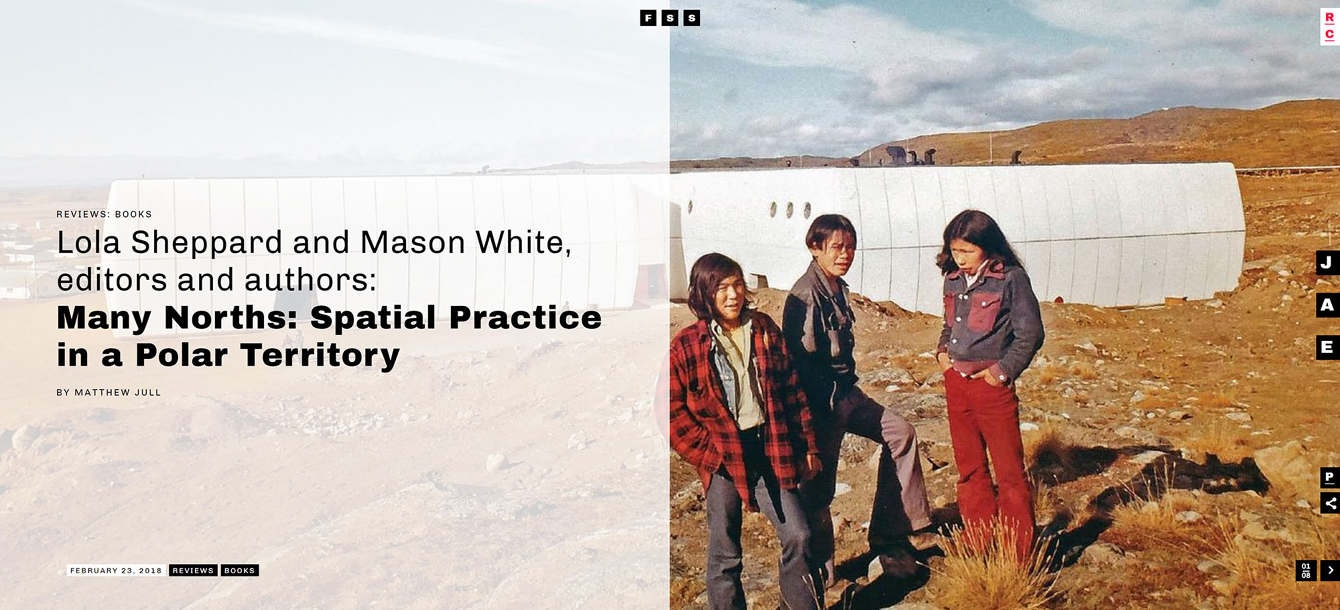 F S S
R
C
REVIEWS: BOOKS
Lola Sheppard and Mason White,
editors and authors:
Many Norths: Spatial Practice
in a Polar Territory
BY MATTHEW JULL
J
A
E
P
FEBRUARY 23, 2018 REVIEWS BOOKS
01
08